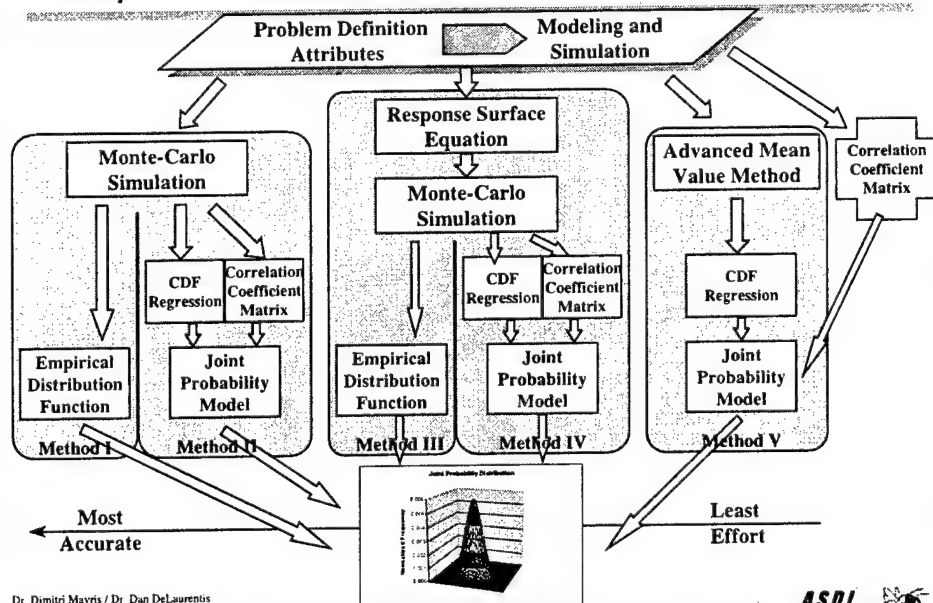 Problem Definition
Attributes
Modeling and
Simulation
Monte-Carlo
Simulation
CDF
Regression
Correlation
Coefficient
Matrix
Empirical
Distribution
Function
Joint
Probability
Model
Method I
Method II
Response Surface
Equation
Monte-Carlo
Simulation
CDF
Regression
Correlation
Coefficient
Matrix
Empirical
Distribution
Function
Joint
Probability
Model
Method III
Method IV
Advanced Mean
Value Method
CDF
Regression
Joint
Probability
Model
Method V
Correlation
Coefficient
Matrix
Joint Probability Distribution
Most
Accurate
Least
Effort
Dr. Dimitri Mavris / Dr. Dan DeLaurentis
ASDL